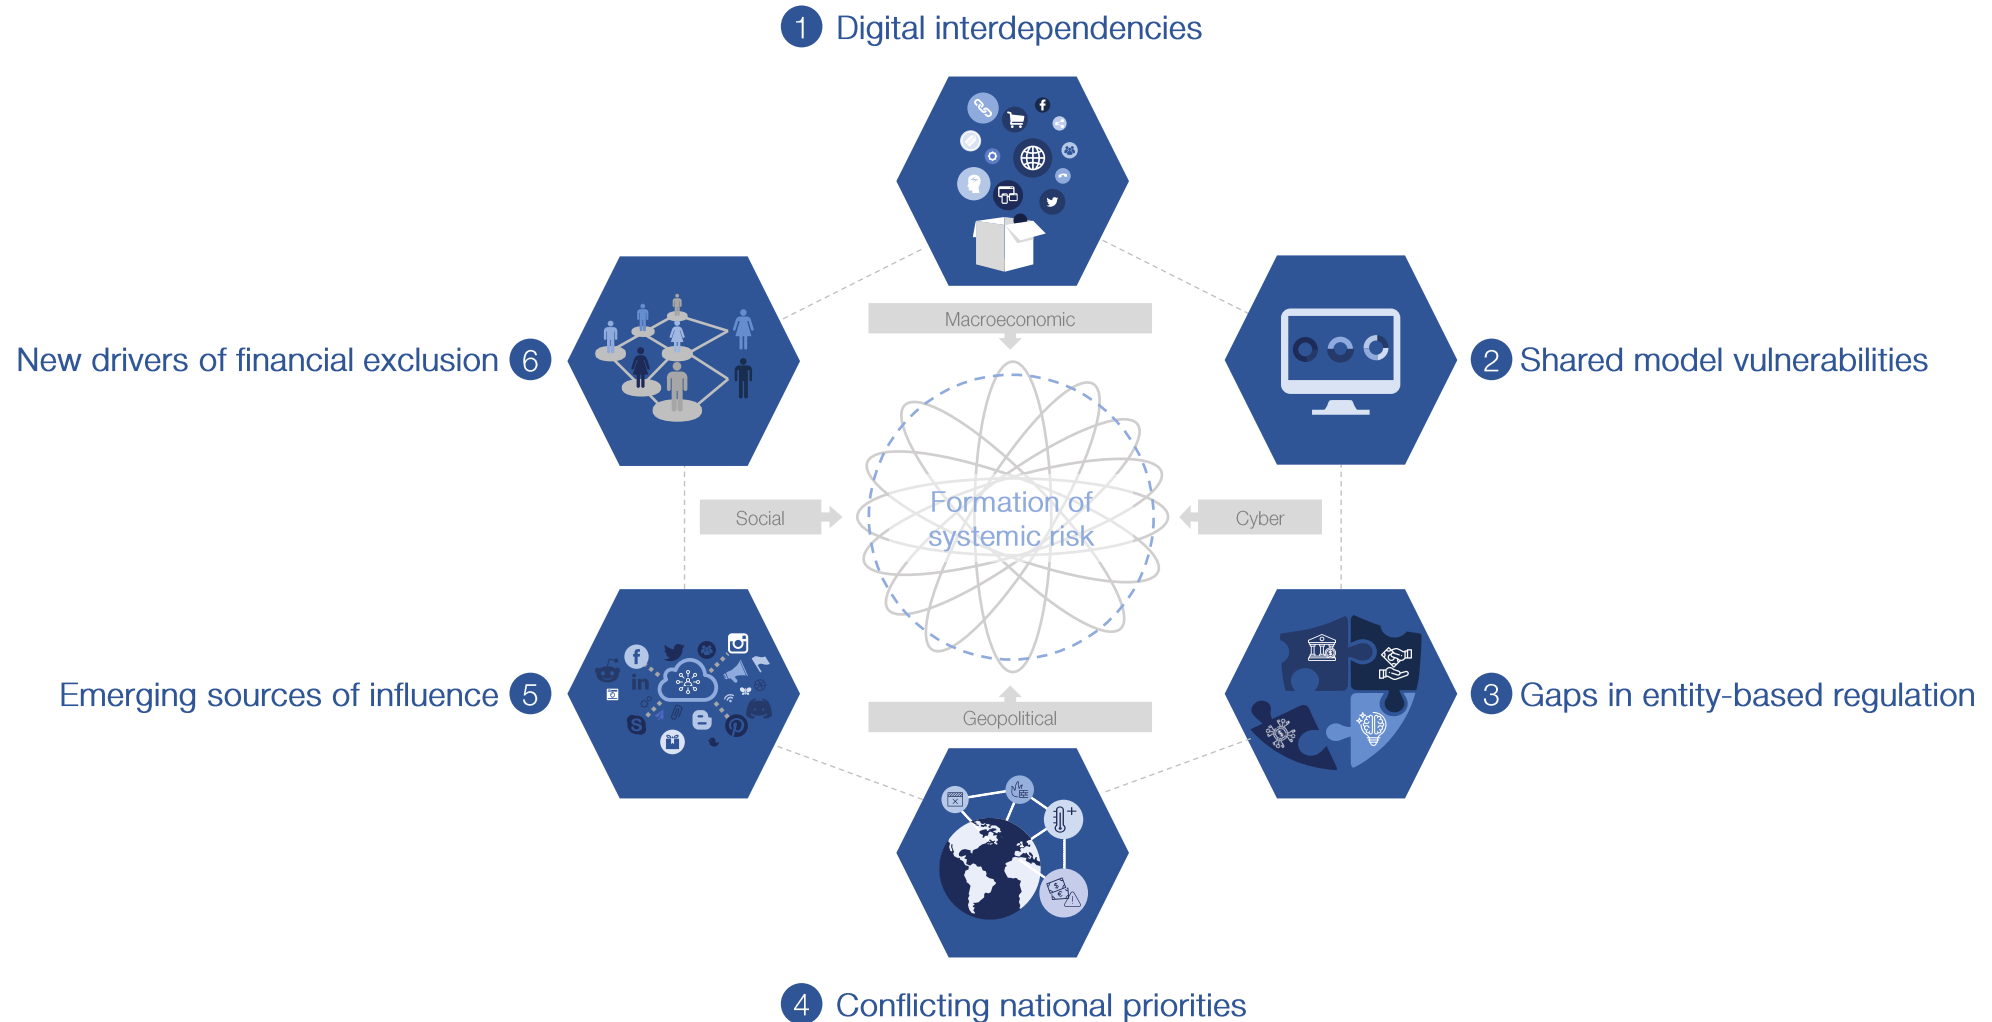 1 Digital interdependencies
Macroeconomic
New drivers of financial exclusion 6
2 Shared model vulnerabilities
Formation of
systemic risk
Social
Cyber
Emerging sources of influence 5
3 Gaps in entity-based regulation
Geopolitical
4 Conflicting national priorities